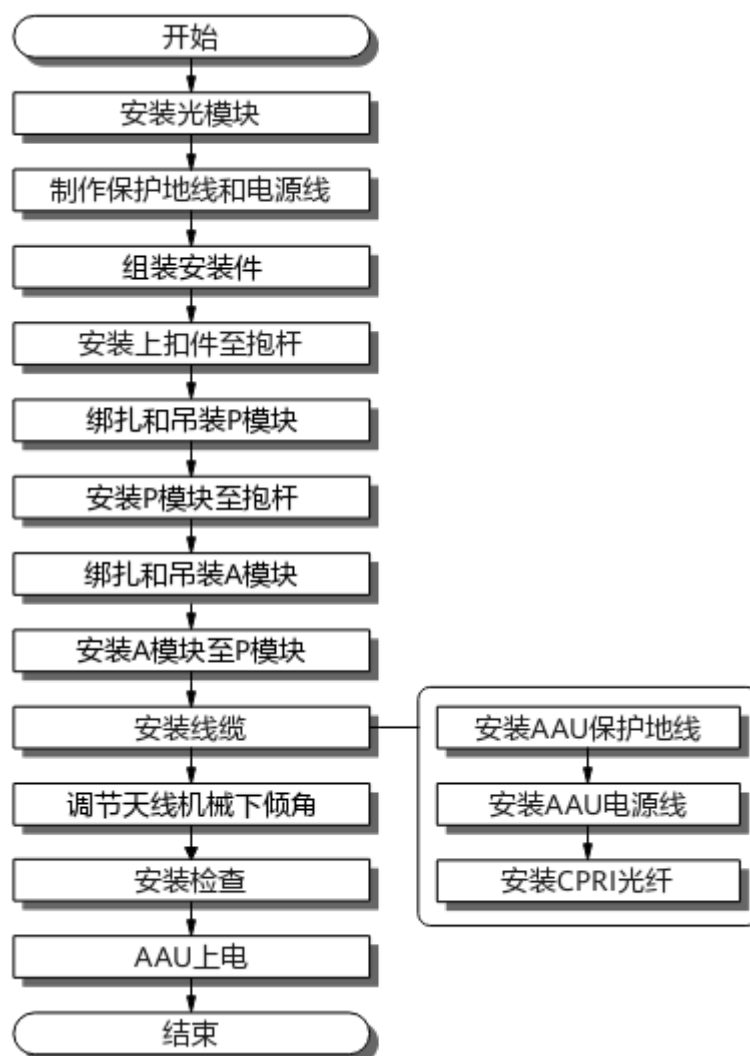 开始
安装光模块
制作保护地线和电源线
组装安装件
安装上扣件至抱杆
绑扎和吊装P模块
安装P模块至抱杆
绑扎和吊装A模块
安装A模块至P模块
安装线缆
安装AAU保护地线
安装AAU电源线
安装CPRI光纤
调节天线机械下倾角
安装检查
AAU上电
结束